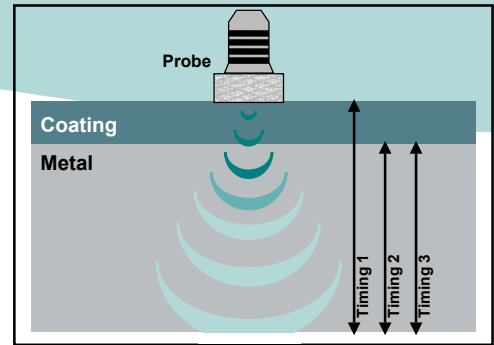 Probe
Coating
Metal
Timing 1
Timing 2
Timing 3